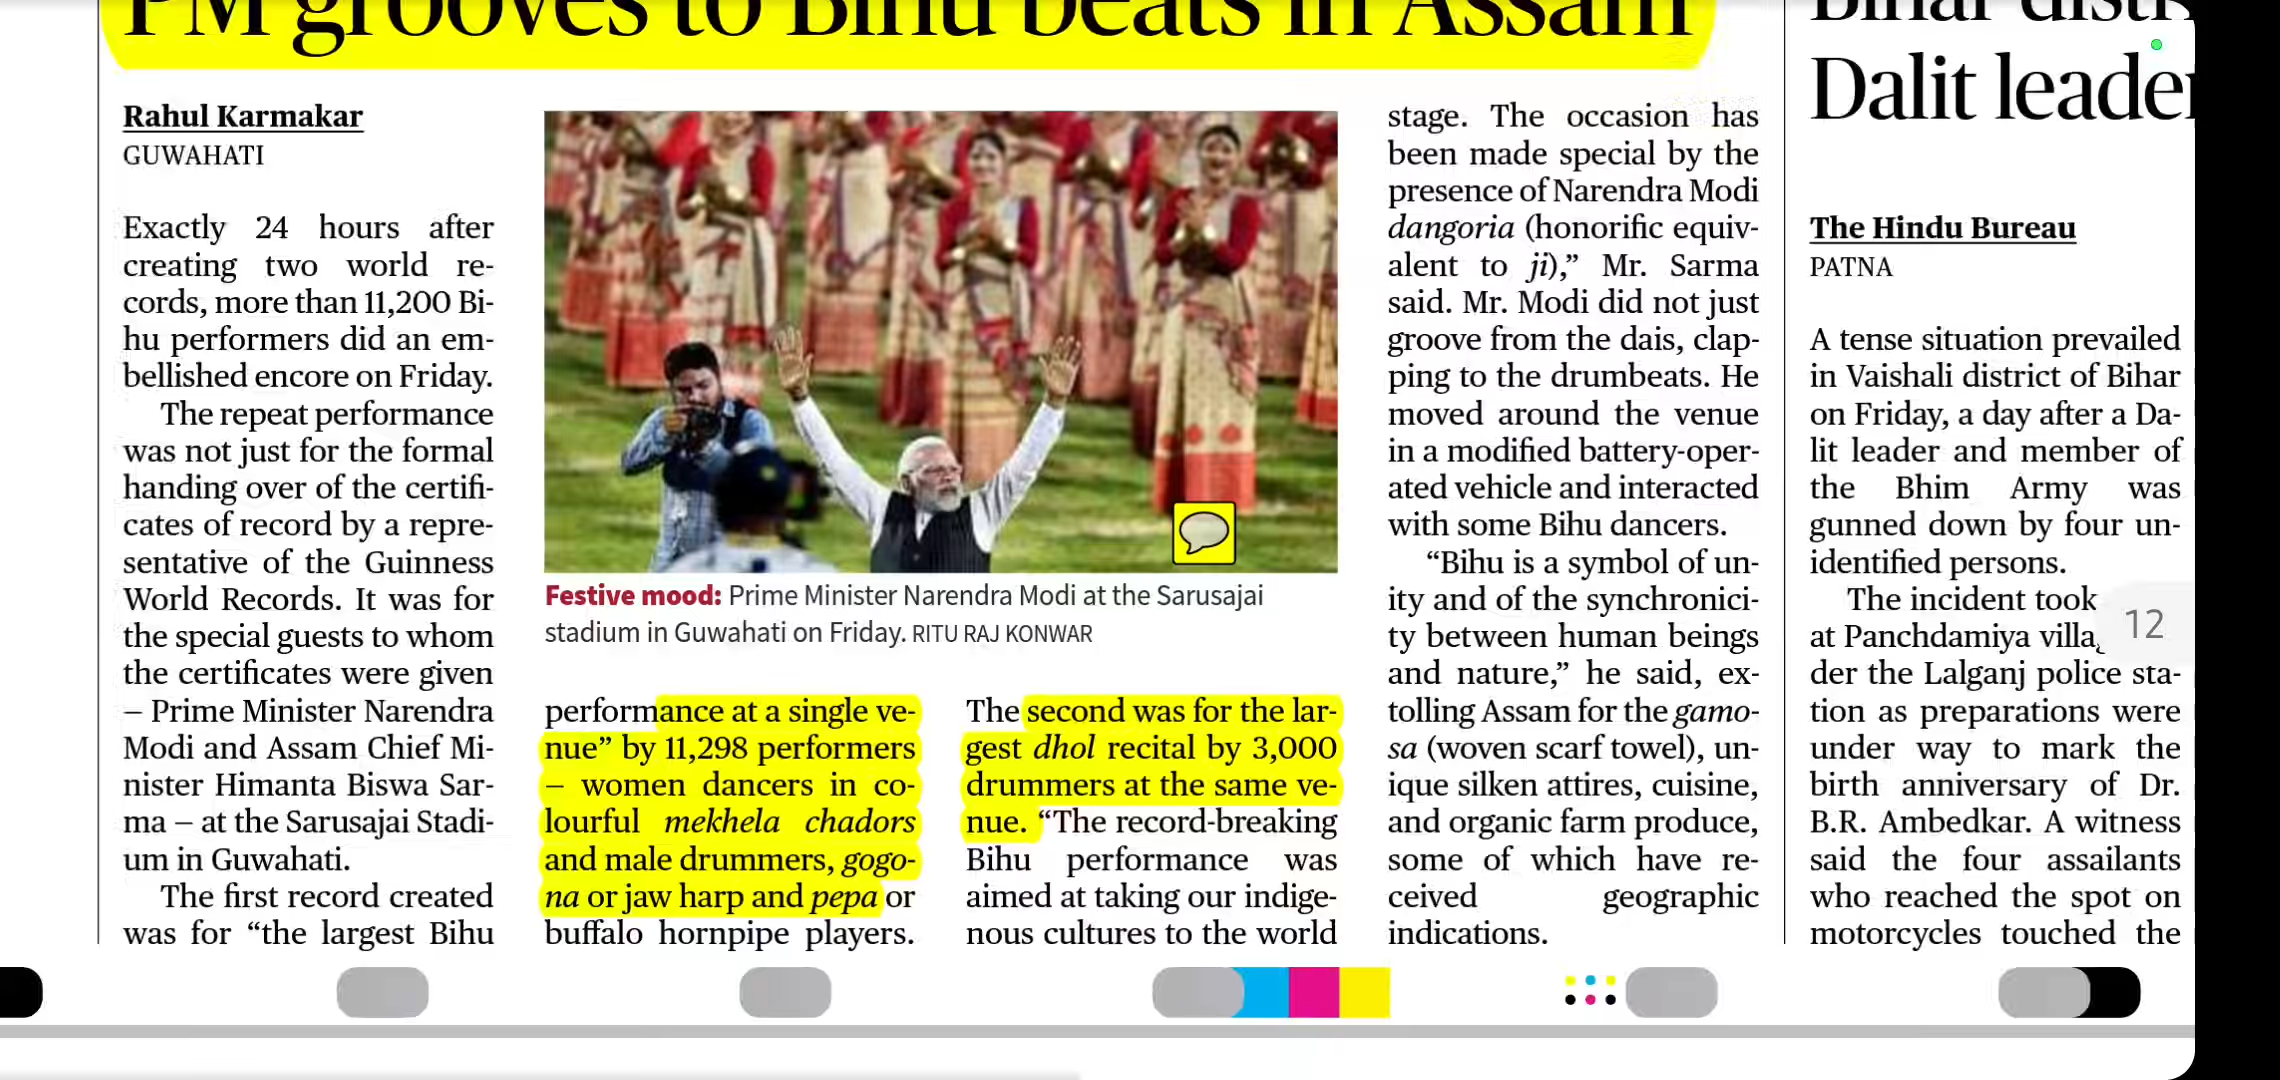 PM grooves to Bihu beats in Assam
Rahul Karmakar
GUWAHATI
Exactly 24 hours after
creating two world re-
cords, more than 11,200 Bi-
hu performers did an em-
bellished encore on Friday.
The repeat performance
was not just for the formal
handing over of the certifi-
cates of record by a repre-
sentative of the Guinness
World Records. It was for
the special guests to whom
the certificates were given
— Prime Minister Narendra
Modi and Assam Chief Mi-
nister Himanta Biswa Sar-
ma — at the Sarusajai Stadi-
um in Guwahati.
The first record created
was for “the largest Bihu
Festive mood: Prime Minister Narendra Modi at the Sarusajai
stadium in Guwahati on Friday. RITU RAJ KONWAR
performance at a single ve-
nue” by 11,298 performers
— women dancers in co-
lourful mekhela chadors
and male drummers, gogo-
na or jaw harp and pepa or
buffalo hornpipe players.
The second was for the lar-
gest dhol recital by 3,000
drummers at the same ve-
nue. “The record-breaking
Bihu performance was
aimed at taking our indige-
nous cultures to the world
stage. The occasion has
been made special by the
presence of Narendra Modi
dangoria (honorific equiv-
alent to ji),” Mr. Sarma
said. Mr. Modi did not just
groove from the dais, clap-
ping to the drumbeats. He
moved around the venue
in a modified battery-oper-
ated vehicle and interacted
with some Bihu dancers.
“Bihu is a symbol of un-
ity and of the synchronici-
ty between human beings
and nature,” he said, ex-
tolling Assam for the gamo-
sa (woven scarf towel), un-
ique silken attires, cuisine,
and organic farm produce,
some of which have re-
ceived geographic
indications.
Bihar
Dalit leader
The Hindu Bureau
PATNA
A tense situation prevailed
in Vaishali district of Bihar
on Friday, a day after a Da-
lit leader and member of
the Bhim Army was
gunned down by four un-
identified persons.
The incident took
at Panchdamiya
der the Lalganj police sta-
tion as preparations were
under way to mark the
birth anniversary of Dr.
B.R. Ambedkar. A witness
said the four assailants
who reached the spot on
motorcycles touched the
12